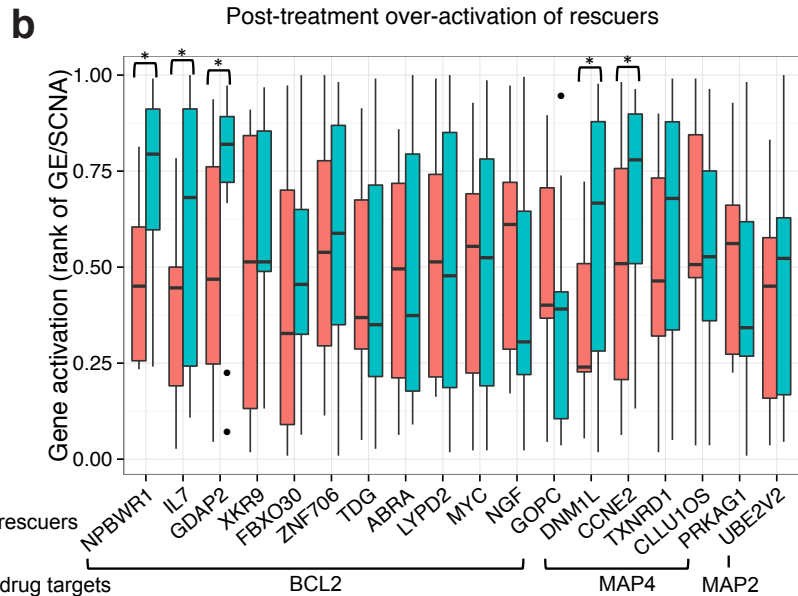 b
Post-treatment over-activation of rescuers
Gene activation (rank of GE/SCNA)
* * * * *
1.00
0.75
0.50
0.25
0.00
rescuers
NPBWR1
IL7
GDAP2
XKR9
FBXO30
ZNF706
TDG
ABRA
LYPD2
MYC
NGF
GOPC
DNM1L
CCNE2
TXNRD1
CLLU1OS
PRKAG1
UBE2V2
drug targets BCL2 MAP4 MAP2